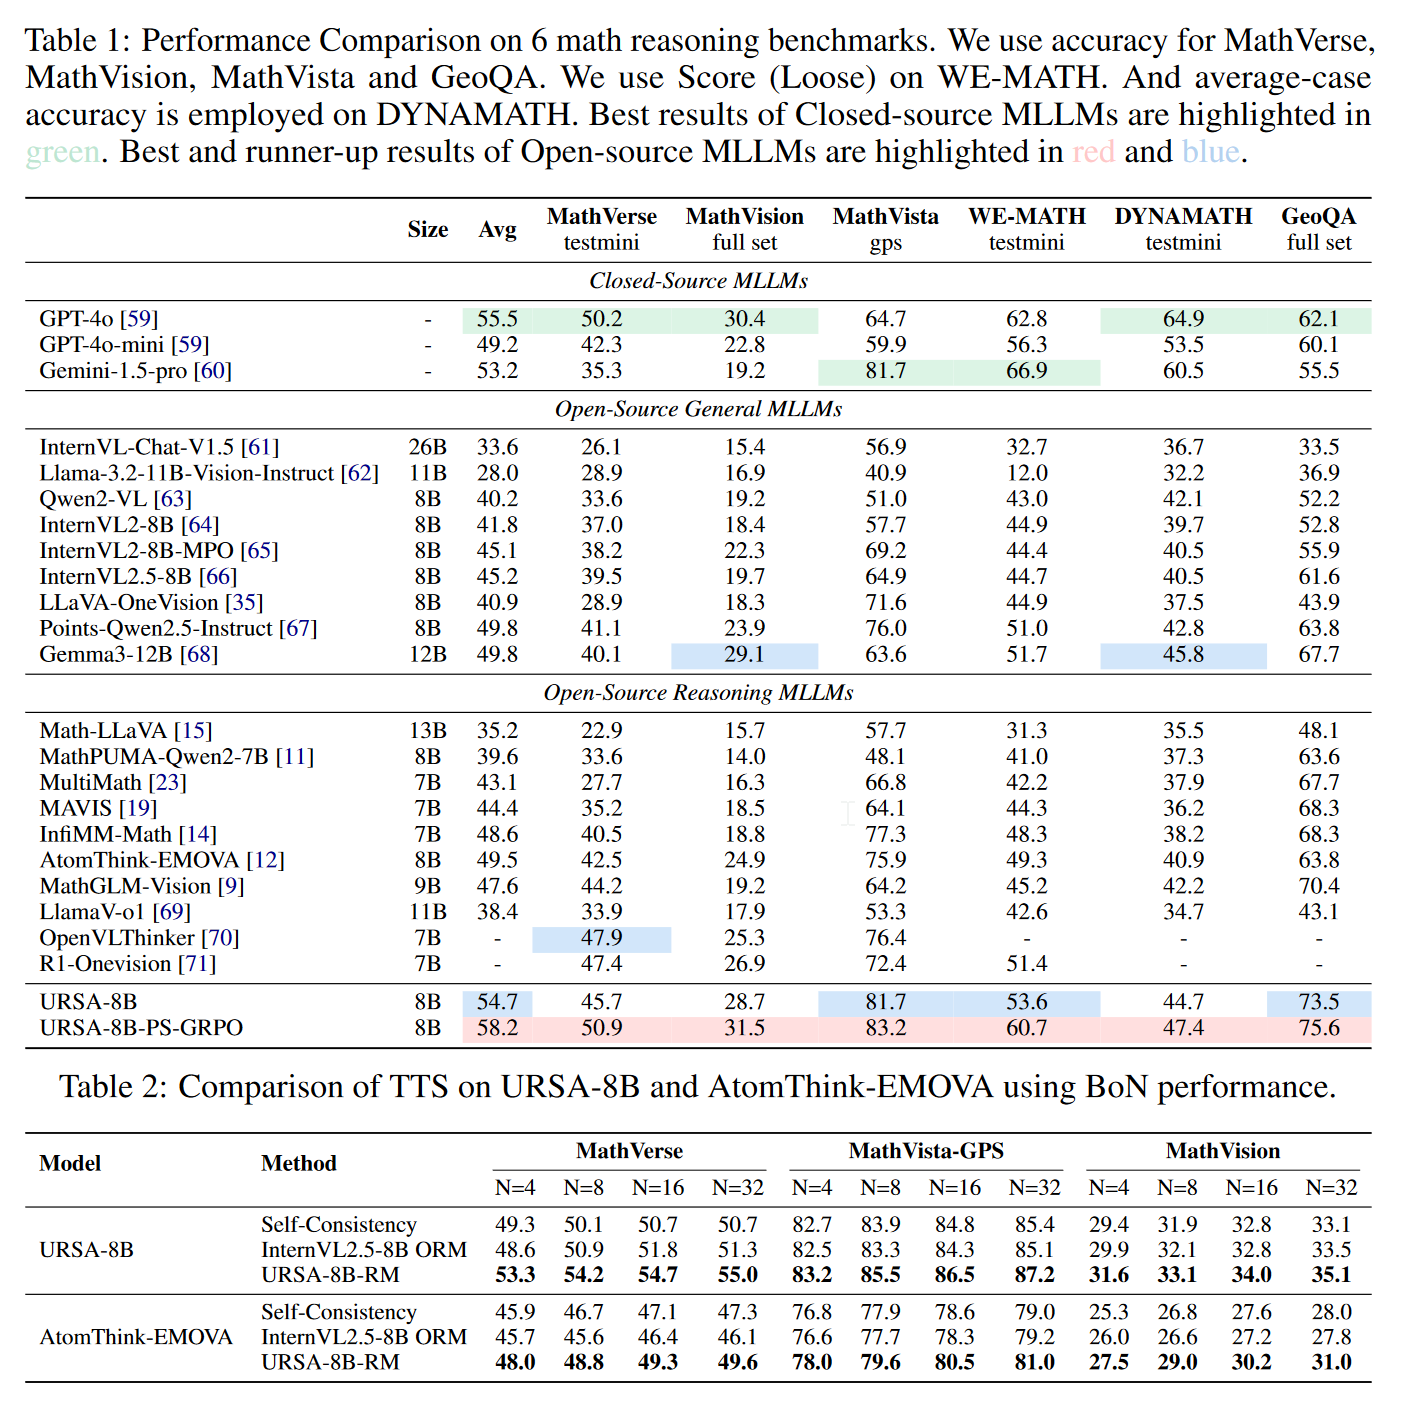 Table 1: Performance Comparison on 6 math reasoning benchmarks. We use accuracy for MathVerse,
MathVision, MathVista and GeoQA. We use Score (Loose) on WE-MATH. And average-case
accuracy is employed on DYNAMATH. Best results of Closed-source MLLMs are highlighted in
green. Best and runner-up results of Open-source MLLMs are highlighted in red and blue.
Size Avg MathVerse MathVision MathVista WE-MATH DYNAMATH GeoQA
testmini full set gps testmini testmini full set
Closed-Source MLLMs
GPT-4o [59] - 55.5 50.2 30.4 64.7 62.8 64.9 62.1
GPT-4o-mini [59] - 49.2 42.3 22.8 59.9 56.3 53.5 60.1
Gemini-1.5-pro [60] - 53.2 35.3 19.2 81.7 66.9 60.5 55.5
Open-Source General MLLMs
InternVL-Chat-V1.5 [61] 26B 33.6 26.1 15.4 56.9 32.7 36.7 33.5
Llama-3.2-11B-Vision-Instruct [62] 11B 28.0 28.9 16.9 40.9 12.0 32.2 36.9
Qwen2-VL [63] 8B 40.2 33.6 19.2 51.0 43.0 42.1 52.2
InternVL2-8B [64] 8B 41.8 37.0 18.4 57.7 44.9 39.7 52.8
InternVL2-8B-MPO [65] 8B 45.1 38.2 22.3 69.2 44.4 40.5 55.9
InternVL2.5-8B [66] 8B 45.2 39.5 19.7 64.9 44.7 40.5 61.6
LLaVA-OneVision [35] 8B 40.9 28.9 18.3 71.6 44.9 37.5 43.9
Points-Qwen2.5-Instruct [67] 8B 49.8 41.1 23.9 76.0 51.0 42.8 63.8
Gemma3-12B [68] 12B 49.8 40.1 29.1 63.6 51.7 45.8 67.7
Open-Source Reasoning MLLMs
Math-LLaVA [15] 13B 35.2 22.9 15.7 57.7 31.3 35.5 48.1
MathPUMA-Qwen2-7B [11] 8B 39.6 33.6 14.0 48.1 41.0 37.3 63.6
MultiMath [23] 7B 43.1 27.7 16.3 66.8 42.2 37.9 67.7
MAVIS [19] 7B 44.4 35.2 18.5 64.1 44.3 36.2 68.3
InfiMM-Math [14] 7B 48.6 40.5 18.8 77.3 48.3 38.2 68.3
AtomThink-EMOVA [12] 8B 49.5 42.5 24.9 75.9 49.3 40.9 63.8
MathGLM-Vision [9] 9B 47.6 44.2 19.2 64.2 45.2 42.2 70.4
LlamaV-o1 [69] 11B 38.4 33.9 17.9 53.3 42.6 34.7 43.1
OpenVLThinker [70] 7B - 47.9 25.3 76.4 - - -
R1-Onevision [71] 7B - 47.4 26.9 72.4 51.4 - -
URSA-8B 8B 54.7 45.7 28.7 81.7 53.6 44.7 73.5
URSA-8B-PS-GRPO 8B 58.2 50.9 31.5 83.2 60.7 47.4 75.6
Table 2: Comparison of TTS on URSA-8B and AtomThink-EMOVA using BoN performance.
Model Method MathVerse MathVista-GPS MathVision
N=4 N=8 N=16 N=32 N=4 N=8 N=16 N=32 N=4 N=8 N=16 N=32
Self-Consistency 49.3 50.1 50.7 50.7 82.7 83.9 84.8 85.4 29.4 31.9 32.8 33.1
URSA-8B InternVL2.5-8B ORM 48.6 50.9 51.8 51.3 82.5 83.3 84.3 85.1 29.9 32.1 32.8 33.5
URSA-8B-RM 53.3 54.2 54.7 55.0 83.2 85.5 86.5 87.2 31.6 33.1 34.0 35.1
Self-Consistency 45.9 46.7 47.1 47.3 76.8 77.9 78.6 79.0 25.3 26.8 27.6 28.0
AtomThink-EMOVA InternVL2.5-8B ORM 45.7 45.6 46.4 46.1 76.6 77.7 78.3 79.2 26.0 26.6 27.2 27.8
URSA-8B-RM 48.0 48.8 49.3 49.6 78.0 79.6 80.5 81.0 27.5 29.0 30.2 31.0